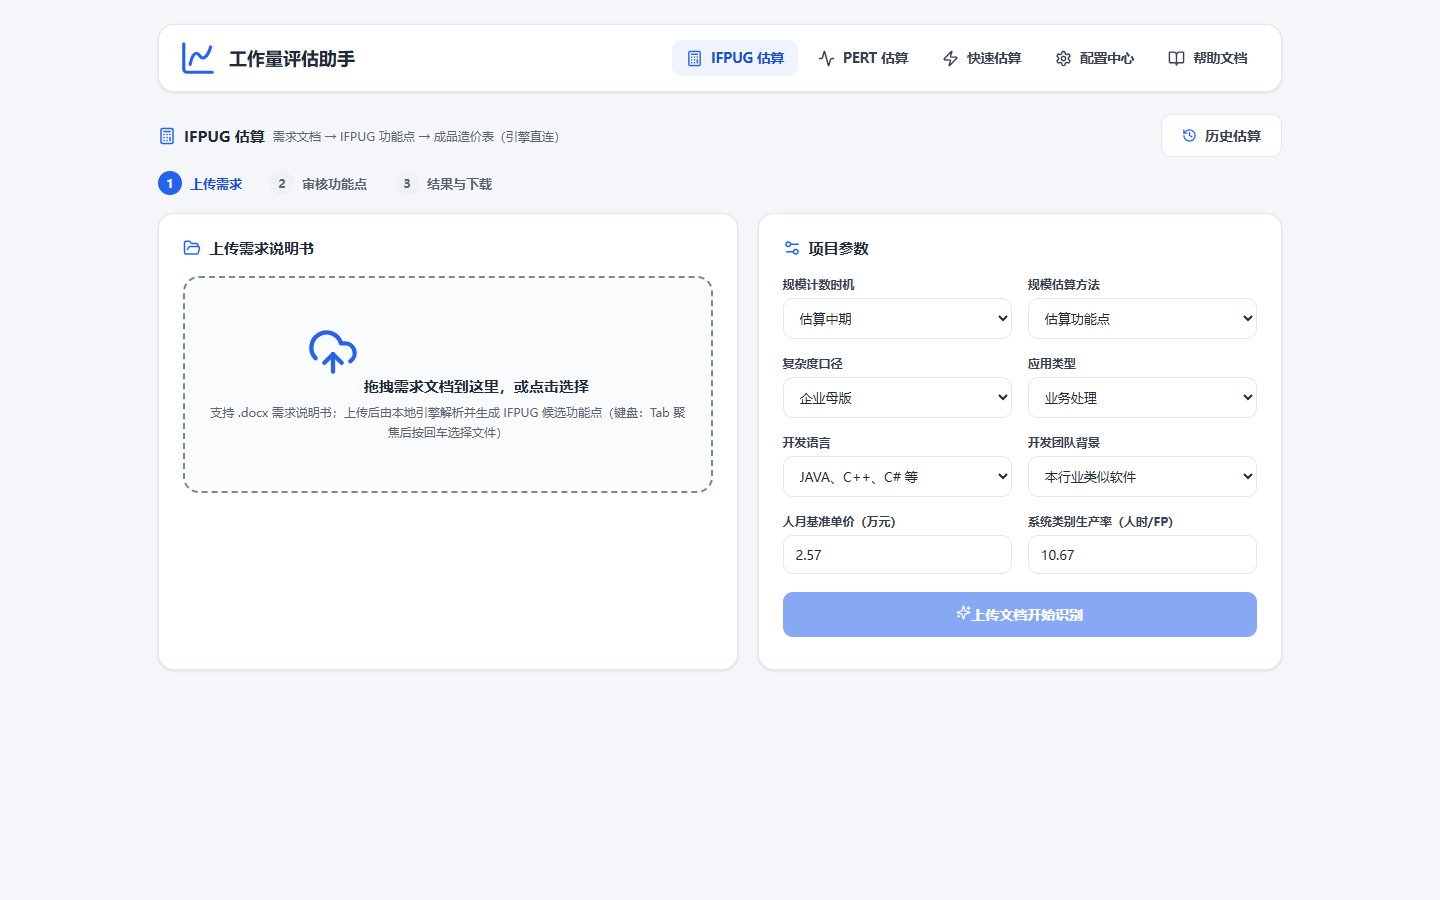 工作量评估助手
IFPUG 估算
PERT 估算
快速估算
配置中心
帮助文档
IFPUG 估算 需求文档 → IFPUG 功能点 → 成品造价表（引擎直连）
历史估算
1 上传需求
2 审核功能点
3 结果与下载
上传需求说明书
拖拽需求文档到这里，或点击选择
支持 .docx 需求说明书；上传后由本地引擎解析并生成 IFPUG 候选功能点（键盘：Tab 聚
焦后按回车选择文件）
项目参数
规模计数时机
估算中期
规模估算方法
估算功能点
复杂度口径
企业母版
应用类型
业务处理
开发语言
JAVA、C++、C# 等
开发团队背景
本行业类似软件
人月基准单价（万元）
2.57
系统类别生产率（人时/FP）
10.67
上传文档开始识别